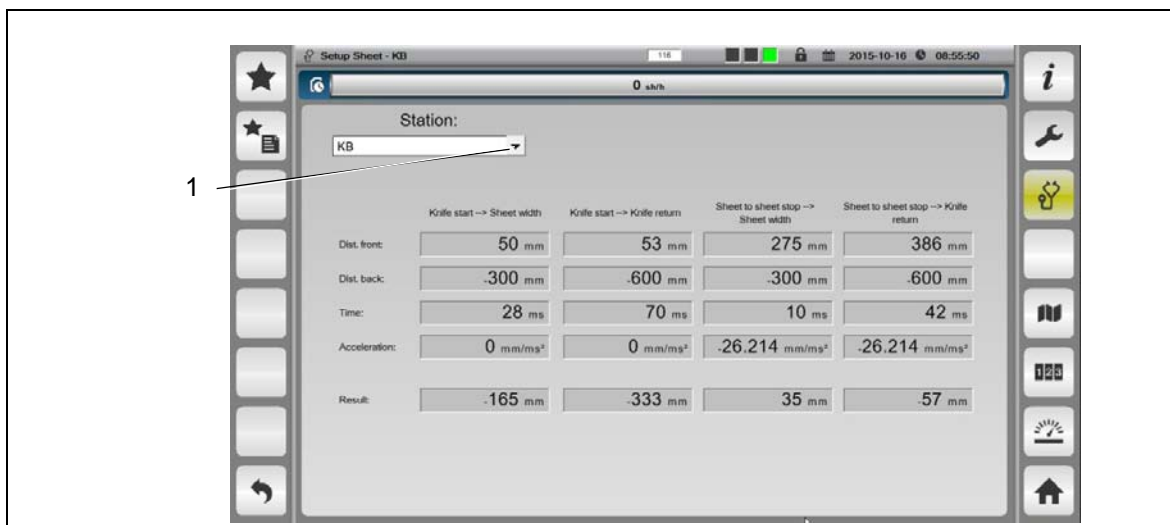 Setup Sheet - KB 116 2015-10-16 08:55:50
0 sh/h
Station:
KB
1
Knife start --> Sheet width Knife start --> Knife return Sheet to sheet stop --> Sheet to sheet stop --> Knife
Sheet width return
Dist. front: 50 mm 53 mm 275 mm 386 mm
Dist. back: -300 mm -600 mm -300 mm -600 mm
Time: 28 ms 70 ms 10 ms 42 ms
Acceleration: 0 mm/ms² 0 mm/ms² -26.214 mm/ms² -26.214 mm/ms²
Result: -165 mm -333 mm 35 mm -57 mm
i
123